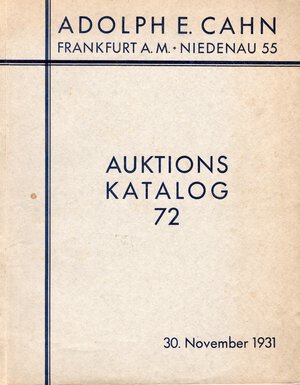 ADOLPH E. CAHN
FRANKFURT A. M. • NIEDENAU 55
AUKTIONS
KATALOG
72
30. November 1931